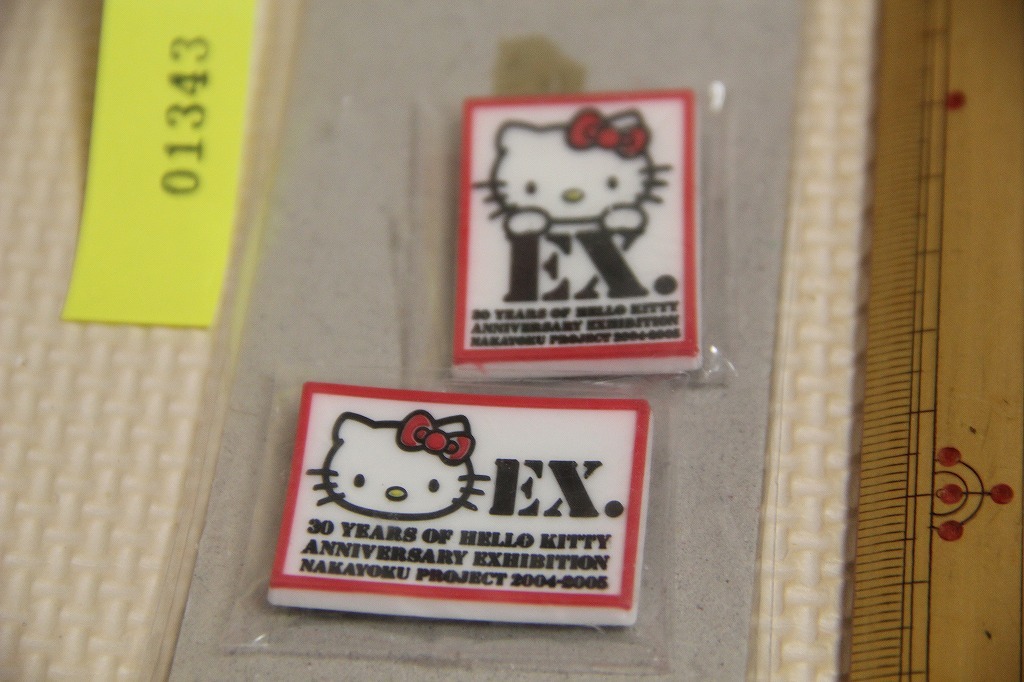 01343
EX.
30 YEARS OF HELLO KITTY
ANNIVERSARY EXHIBITION
NAKAYOKU PROJECT 2004-2005
EX.
30 YEARS OF HELLO KITTY
ANNIVERSARY EXHIBITION
NAKAYOKU PROJECT 2004-2005